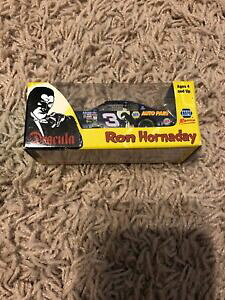 Ages 4
and Up
NAPA
AUTO PARTS
3
Dracula
Ron Hornaday